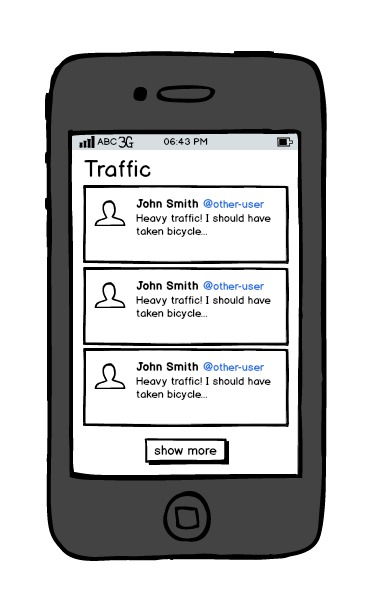 ABC 3G 06:43 PM
Traffic
John Smith @other-user
Heavy traffic! I should have
taken bicycle...
John Smith @other-user
Heavy traffic! I should have
taken bicycle...
John Smith @other-user
Heavy traffic! I should have
taken bicycle...
show more